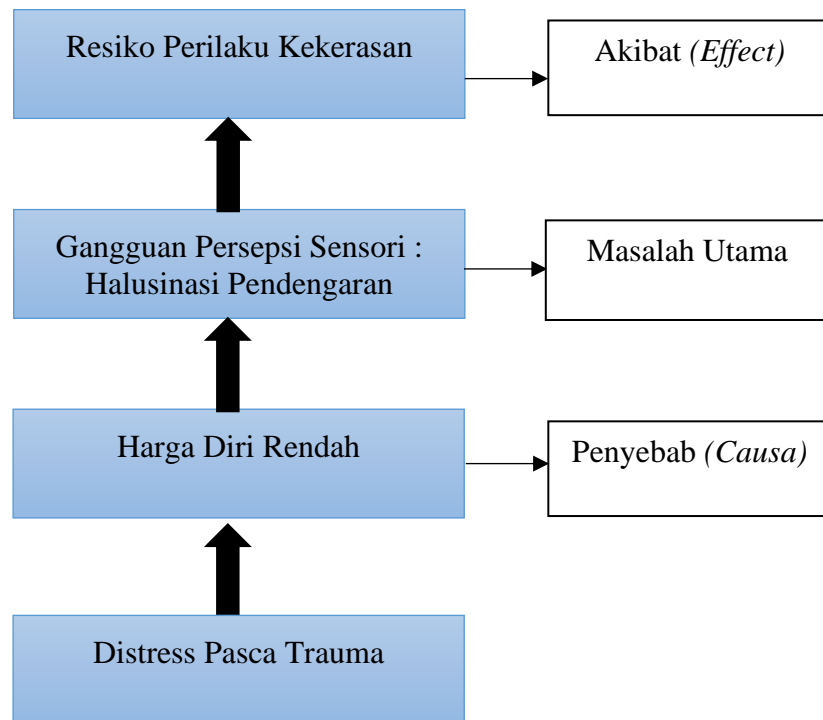 Resiko Perilaku Kekerasan
Akibat (Effect)
Gangguan Persepsi Sensori :
Halusinasi Pendengaran
Masalah Utama
Harga Diri Rendah
Penyebab (Causa)
Distress Pasca Trauma